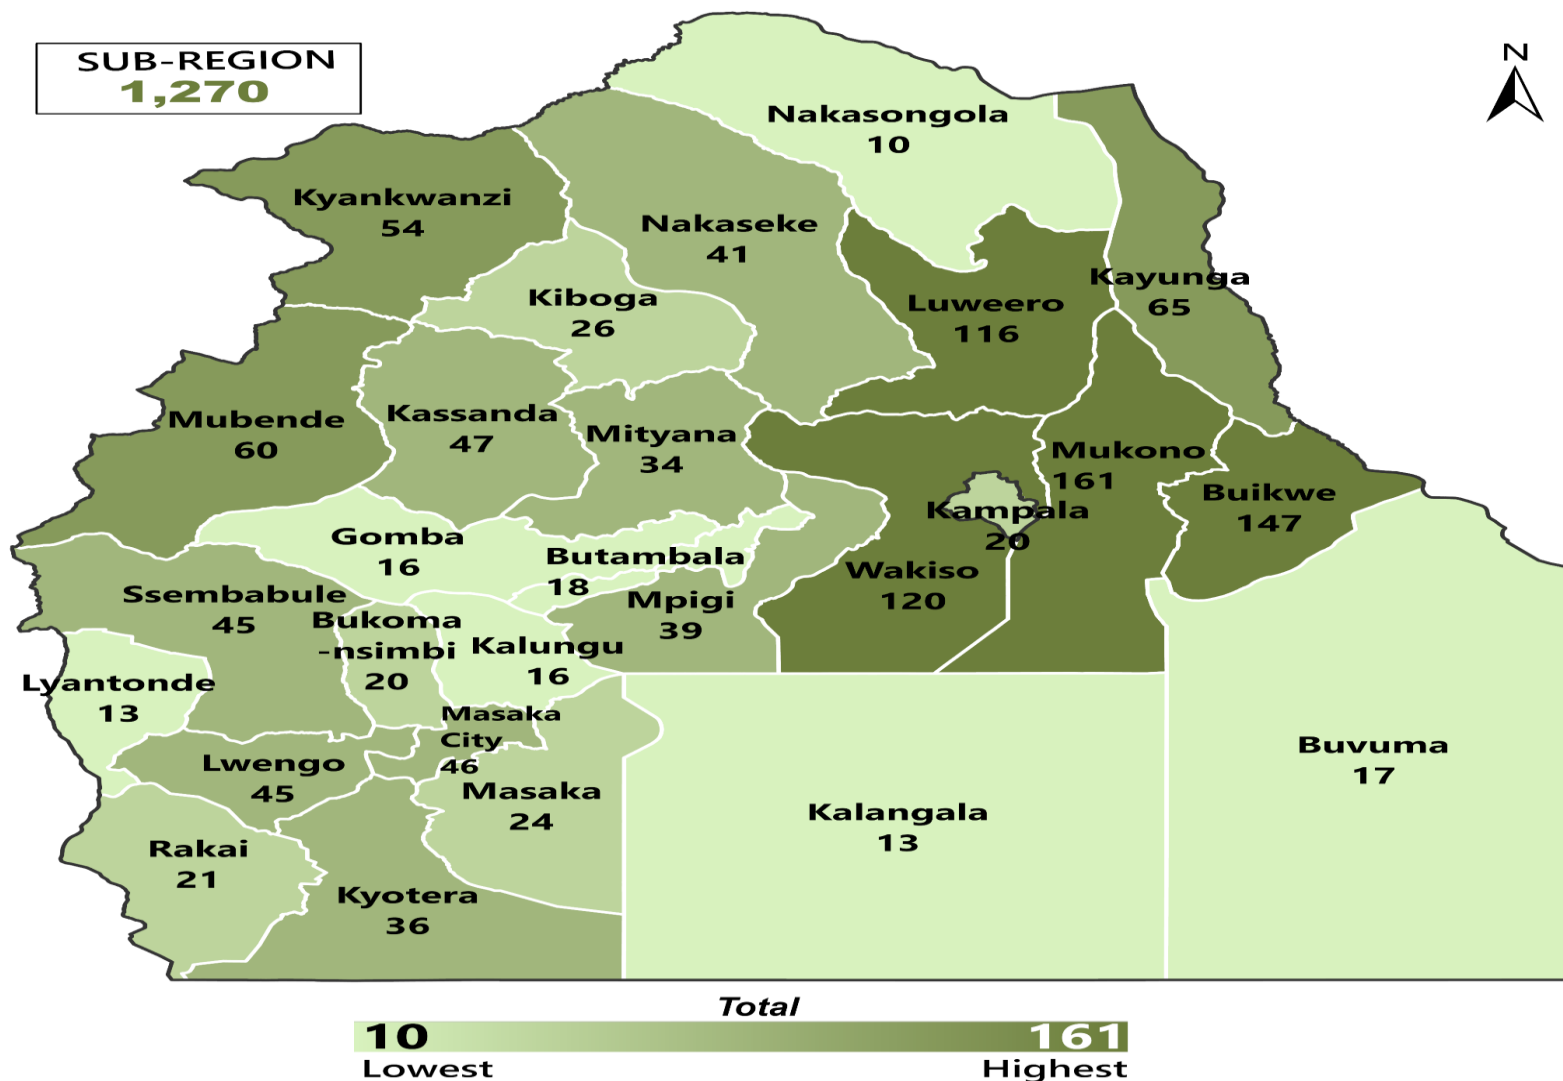 SUB-REGION
1,270
N
Nakasongola
10
Kyankwanzi
54
Nakaseke
41
Kayunga
65
Kiboga
26
Luweero
116
Mubende
60
Kassanda
47
Mityana
34
Mukono
161
Buikwe
147
Kampala
20
Gomba
16
Butambala
18
Wakiso
120
Ssembabule
45
Mpigi
39
Bukoma
-nsimbi
20
Kalungu
16
Lyantonde
13
Masaka
City
46
Lwengo
45
Masaka
24
Buvuma
17
Kalangala
13
Rakai
21
Kyotera
36
Total
10
161
Lowest
Highest